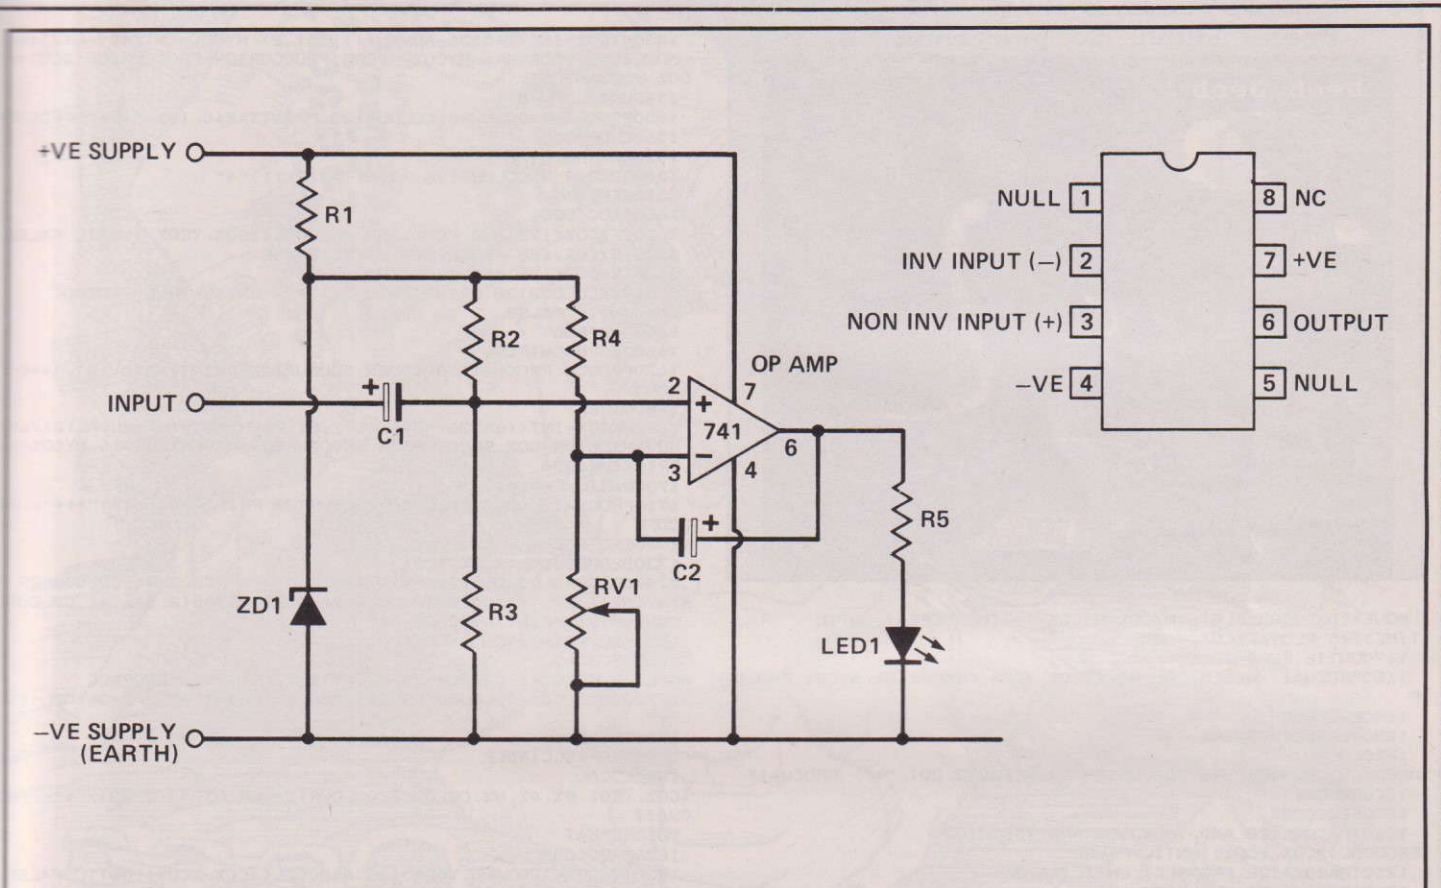 +VE SUPPLY
R1
R2
R4
INPUT
+
C1
OP AMP
2
7
+
741
6
−
3
4
+
C2
R5
ZD1
R3
RV1
LED1
−VE SUPPLY
(EARTH)
NULL 1
8 NC
INV INPUT (−) 2
7 +VE
NON INV INPUT (+) 3
6 OUTPUT
−VE 4
5 NULL